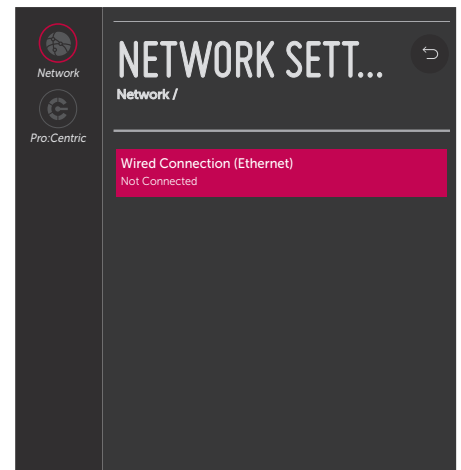 Network
Pro:Centric
NETWORK SETT...
Network /
Wired Connection (Ethernet)
Not Connected